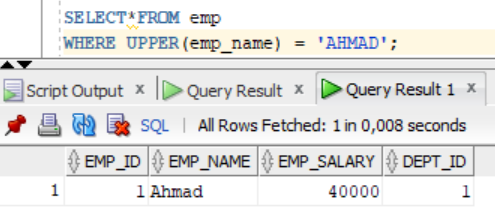 SELECT*FROM emp
WHERE UPPER(emp_name) = 'AHMAD';
Script Output x Query Result x Query Result 1 x
SQL | All Rows Fetched: 1 in 0,008 seconds
EMP_ID EMP_NAME EMP_SALARY DEPT_ID
1 1 Ahmad 40000 1